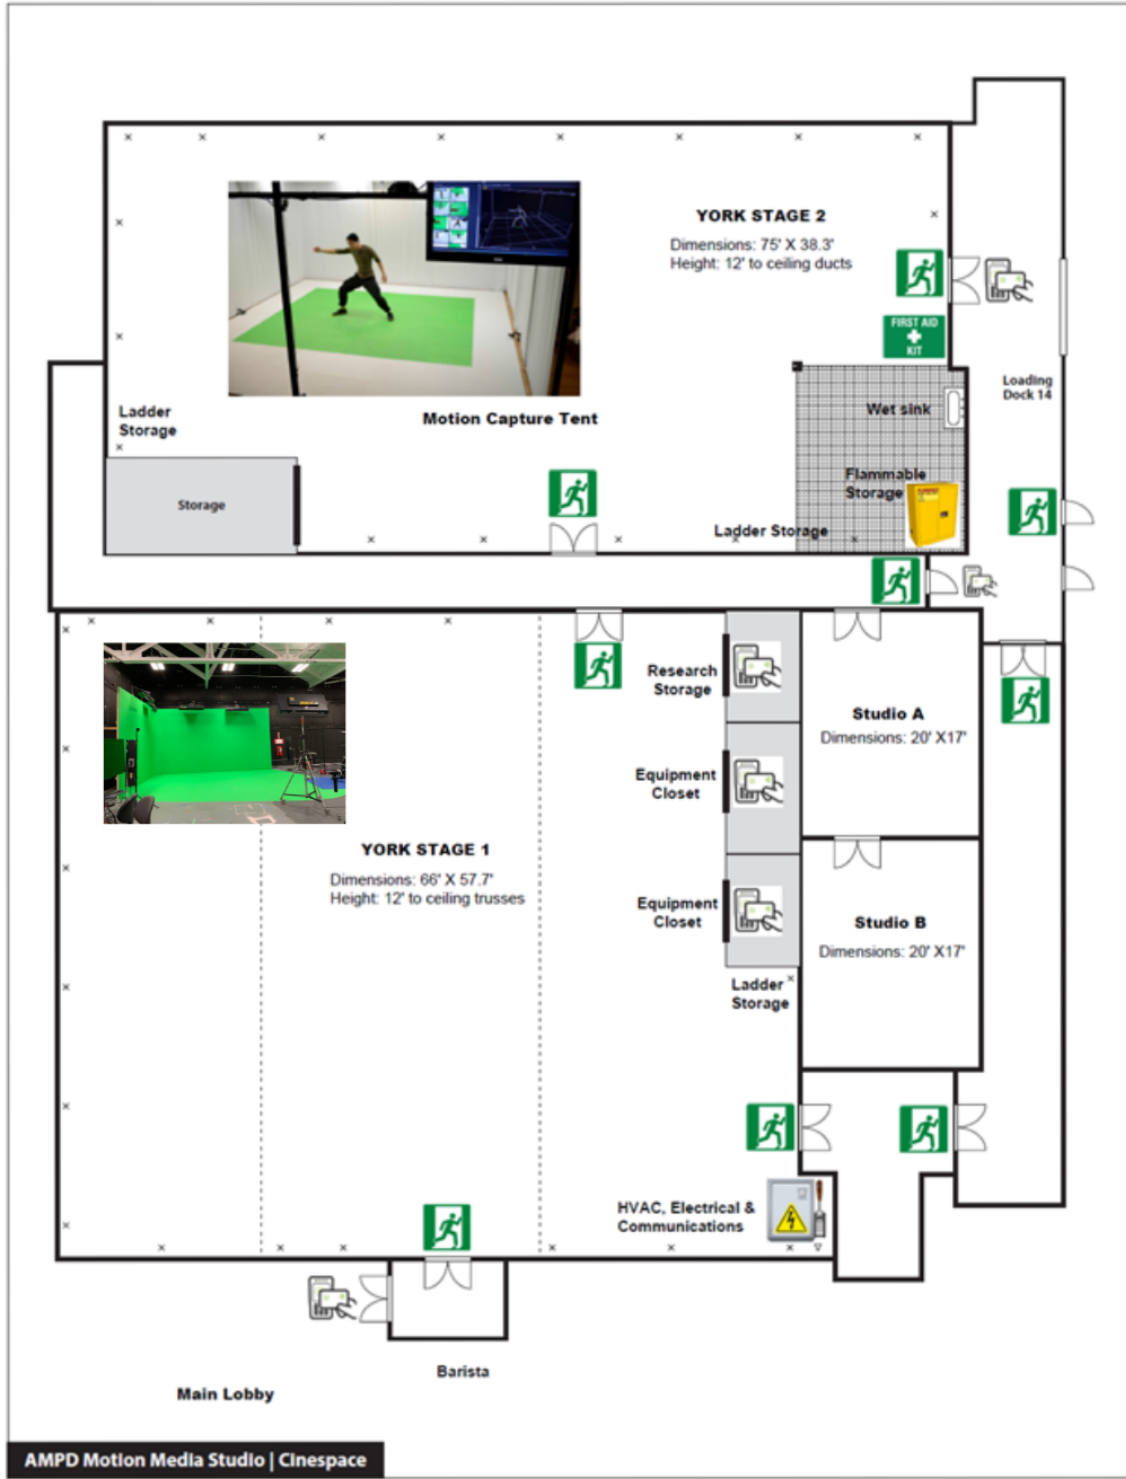 YORK STAGE 2
Dimensions: 75' X 38.3'
Height: 12' to ceiling ducts
FIRST AID
KIT
Loading
Dock 14
Wet sink
Ladder
Storage
Motion Capture Tent
Flammable
Storage
Storage
Ladder Storage
Research
Storage
Studio A
Dimensions: 20' X17'
Equipment
Closet
YORK STAGE 1
Dimensions: 66' X 57.7'
Height: 12' to ceiling trusses
Equipment
Closet
Studio B
Dimensions: 20' X17'
Ladder
Storage
HVAC, Electrical &
Communications
Barista
Main Lobby
AMPD Motion Media Studio | Cinespace